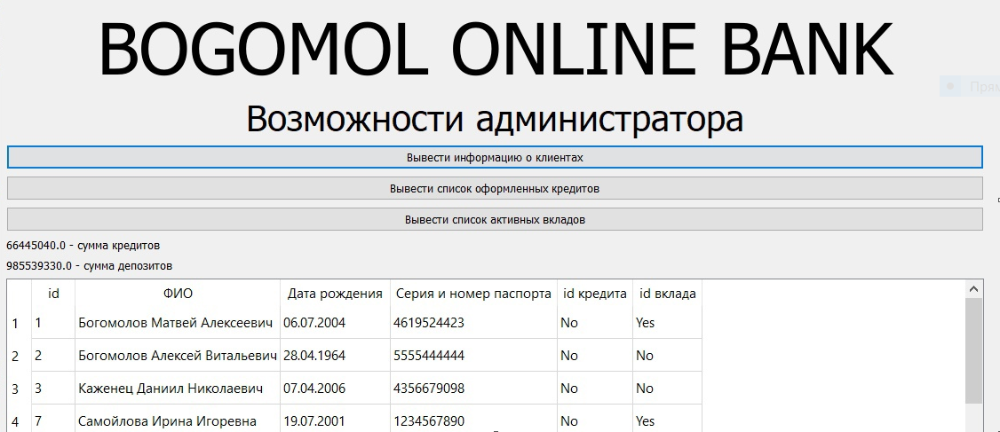 BOGOMOL ONLINE BANK
Возможности администратора
Вывести информацию о клиентах
Вывести список оформленных кредитов
Вывести список активных вкладов
66445040.0 - сумма кредитов
985539330.0 - сумма депозитов
id ФИО Дата рождения Серия и номер паспорта id кредита id вклада
1 1 Богомолов Матвей Алексеевич 06.07.2004 4619524423 No Yes
2 2 Богомолов Алексей Витальевич 28.04.1964 5555444444 No No
3 3 Каженец Даниил Николаевич 07.04.2006 4356679098 No No
4 7 Самойлова Ирина Игоревна 19.07.2001 1234567890 No Yes